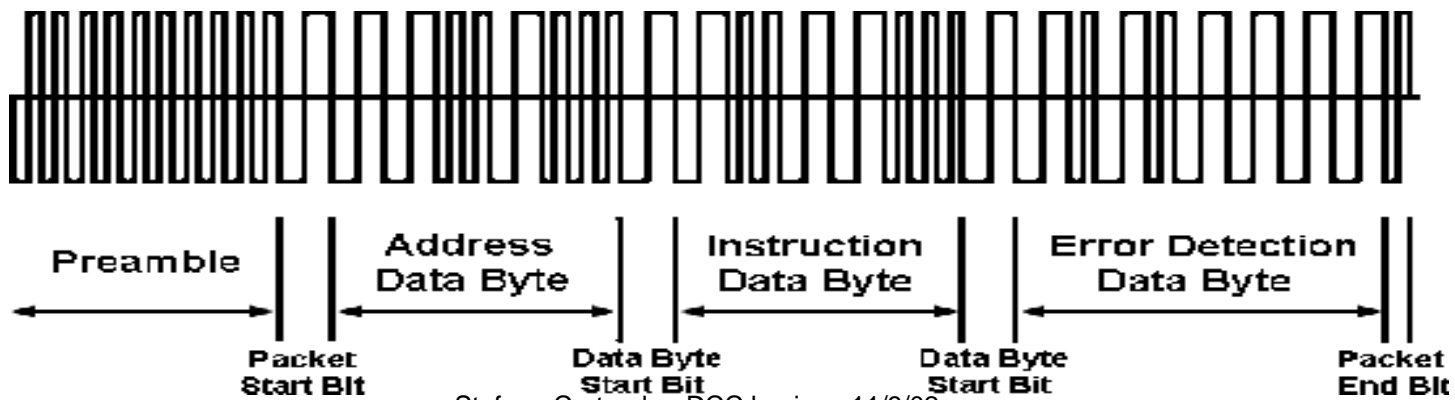 Preamble
Address
Data Byte
Instruction
Data Byte
Error Detection
Data Byte
Packet
Start Bit
Data Byte
Start Bit
Data Byte
Start Bit
Packet
End Bit